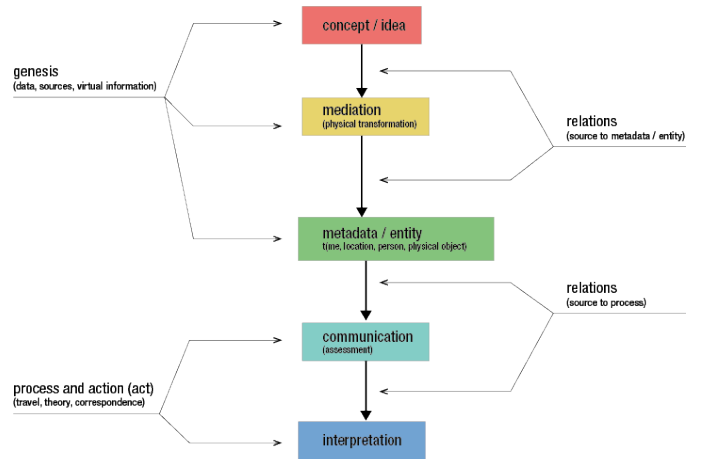 concept / idea
genesis
(data, sources, virtual information)
mediation
(physical transformation)
relations
(source to metadata / entity)
metadata / entity
t(ime, location, person, physical object)
relations
(source to process)
communication
(assessment)
process and action (act)
(travel, theory, correspondence)
interpretation